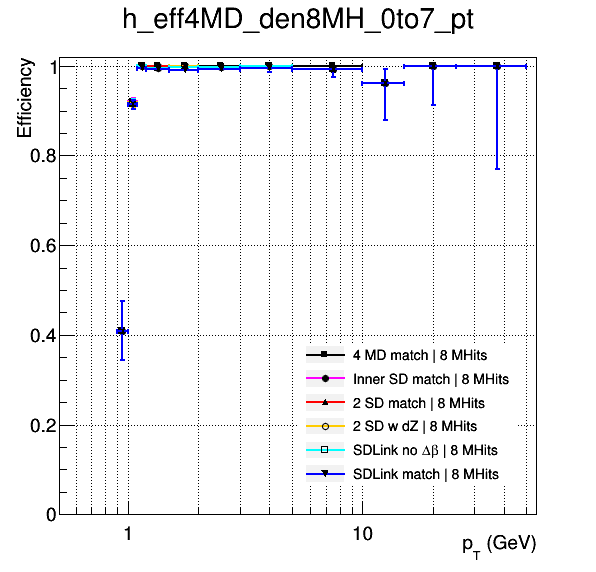 h_eff4MD_den8MH_0to7_pt
Efficiency
1
0.8
0.6
0.4
0.2
0
4 MD match | 8 MHits
Inner SD match | 8 MHits
2 SD match | 8 MHits
2 SD w dZ | 8 MHits
SDLink no Δβ | 8 MHits
SDLink match | 8 MHits
1
10
p_T (GeV)